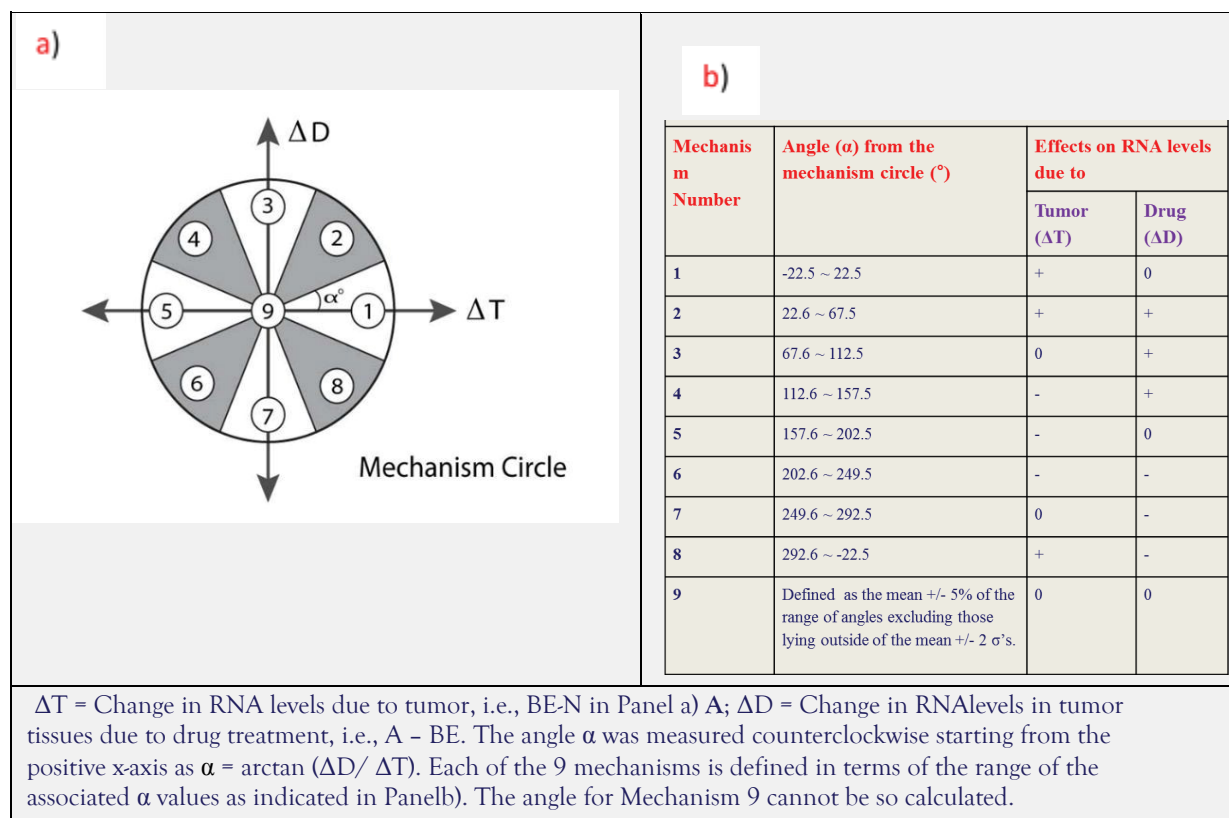 a)
ΔD
3
4
2
5
9
α°
1
ΔT
6
8
7
Mechanism Circle
b)
Mechanis
m
Number
Angle (α) from the
mechanism circle (°)
Effects on RNA levels
due to
Tumor
(ΔT)
Drug
(ΔD)
1 -22.5 ~ 22.5 + 0
2 22.6 ~ 67.5 + +
3 67.6 ~ 112.5 0 +
4 112.6 ~ 157.5 - +
5 157.6 ~ 202.5 - 0
6 202.6 ~ 249.5 - -
7 249.6 ~ 292.5 0 -
8 292.6 ~ -22.5 + -
9 Defined as the mean +/- 5% of the 0 0
range of angles excluding those
lying outside of the mean +/- 2 σ's.
ΔT = Change in RNA levels due to tumor, i.e., BE-N in Panel a) A; ΔD = Change in RNAlevels in tumor
tissues due to drug treatment, i.e., A – BE. The angle α was measured counterclockwise starting from the
positive x-axis as α = arctan (ΔD/ ΔT). Each of the 9 mechanisms is defined in terms of the range of the
associated α values as indicated in Panelb). The angle for Mechanism 9 cannot be so calculated.